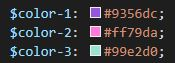 $color-1: #9356dc;
$color-2: #ff79da;
$color-3: #99e2d0;